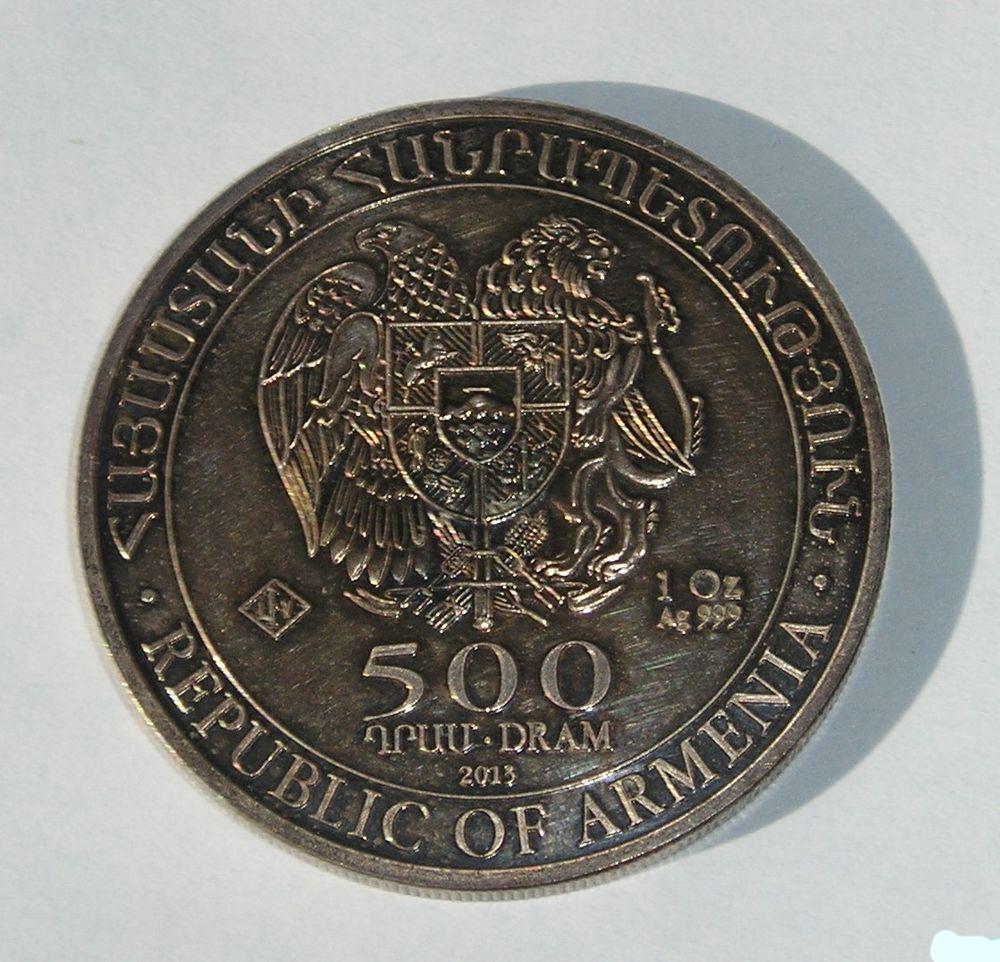 ՀԱՅԱՍՏԱՆԻ ՀԱՆՐԱՊԵՏՈՒԹՅՈՒՆ
1 Oz
Ag 999
500
ԴՐԱՄ · DRAM
2013
· REPUBLIC OF ARMENIA ·